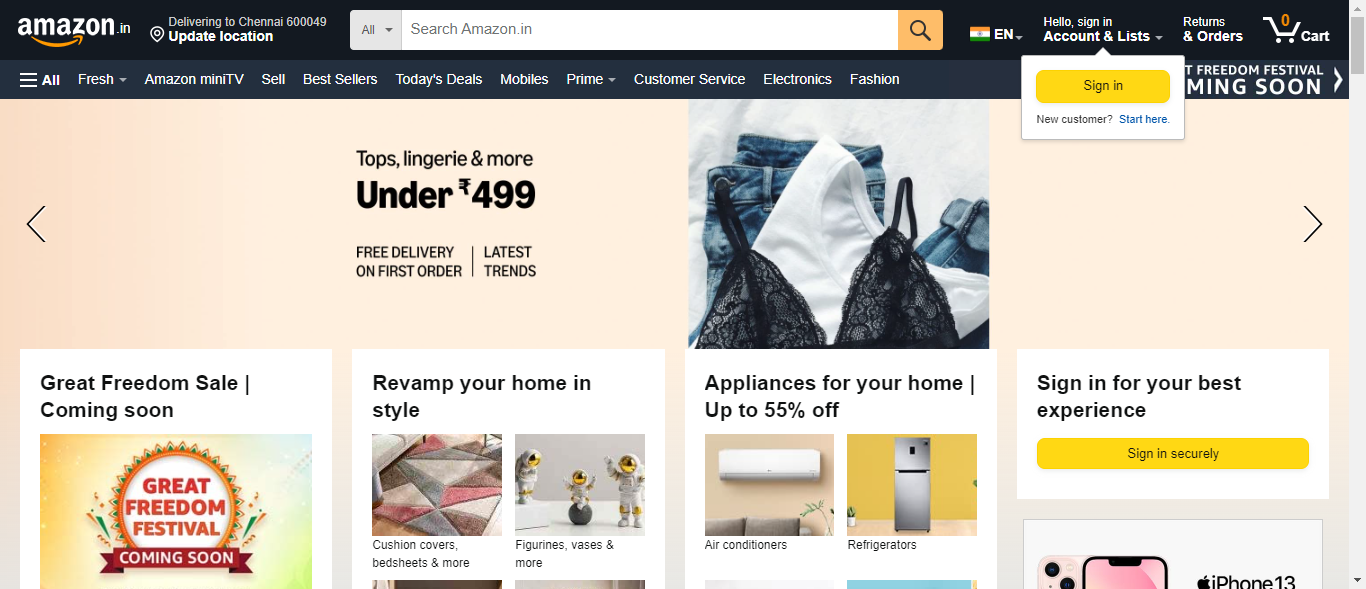 amazon.in
Delivering to Chennai 600049
Update location
All
Search Amazon.in
EN
Hello, sign in
Account & Lists
Returns
& Orders
0
Cart
All
Fresh
Amazon miniTV
Sell
Best Sellers
Today's Deals
Mobiles
Prime
Customer Service
Electronics
Fashion
T FREEDOM FESTIVAL
MING SOON
Sign in
New customer? Start here.
Tops, lingerie & more
Under ₹499
FREE DELIVERY
ON FIRST ORDER
LATEST
TRENDS
Great Freedom Sale |
Coming soon
GREAT
FREEDOM
FESTIVAL
COMING SOON
Revamp your home in
style
Cushion covers,
bedsheets & more
Figurines, vases &
more
Appliances for your home |
Up to 55% off
Air conditioners
Refrigerators
Sign in for your best
experience
Sign in securely
iPhone13